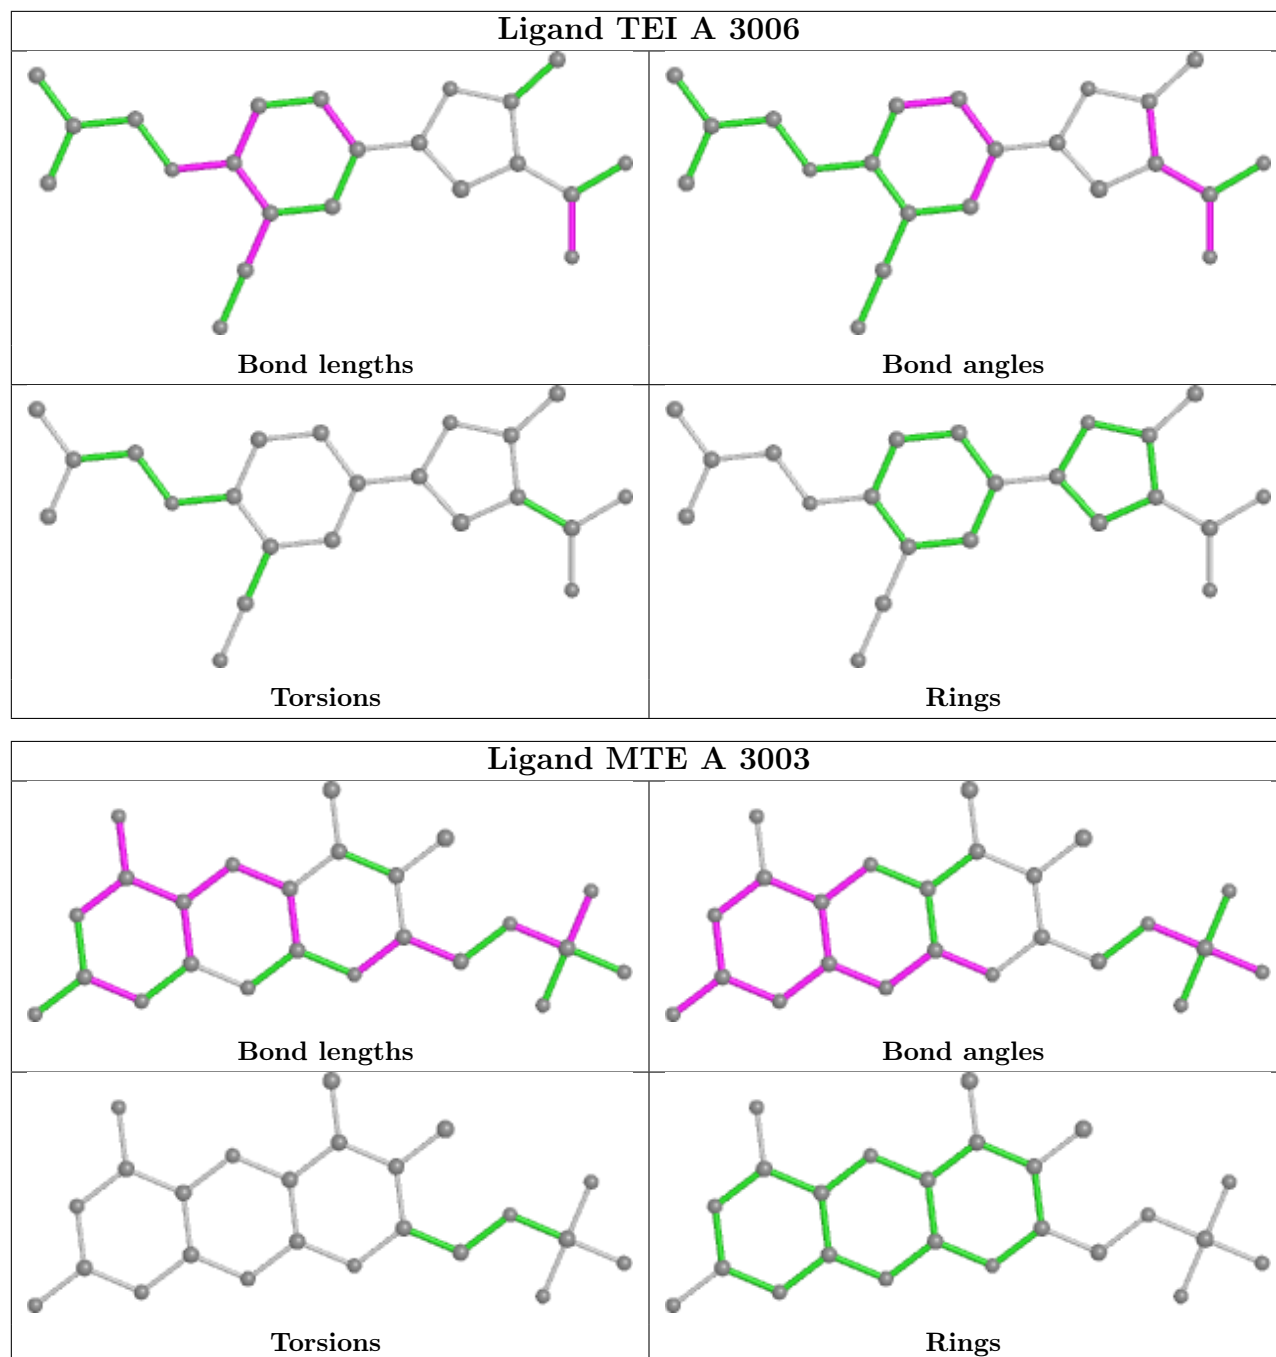 Ligand TEI A 3006
Bond lengths
Bond angles
Torsions
Rings
Ligand MTE A 3003
Bond lengths
Bond angles
Torsions
Rings